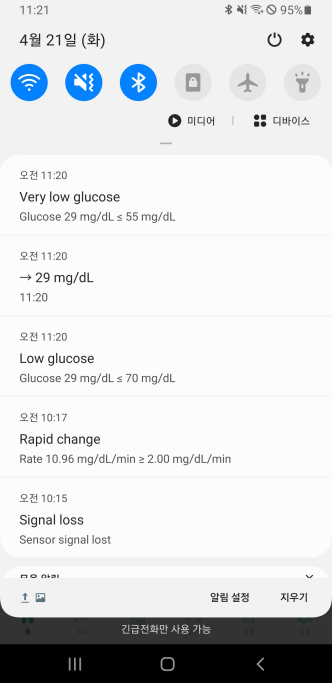 11:21
95%
4월 21일 (화)
미디어 | 디바이스
오전 11:20
Very low glucose
Glucose 29 mg/dL ≤ 55 mg/dL
오전 11:20
→ 29 mg/dL
11:20
오전 11:20
Low glucose
Glucose 29 mg/dL ≤ 70 mg/dL
오전 10:17
Rapid change
Rate 10.96 mg/dL/min ≥ 2.00 mg/dL/min
오전 10:15
Signal loss
Sensor signal lost
알림 설정 지우기
긴급전화만 사용 가능